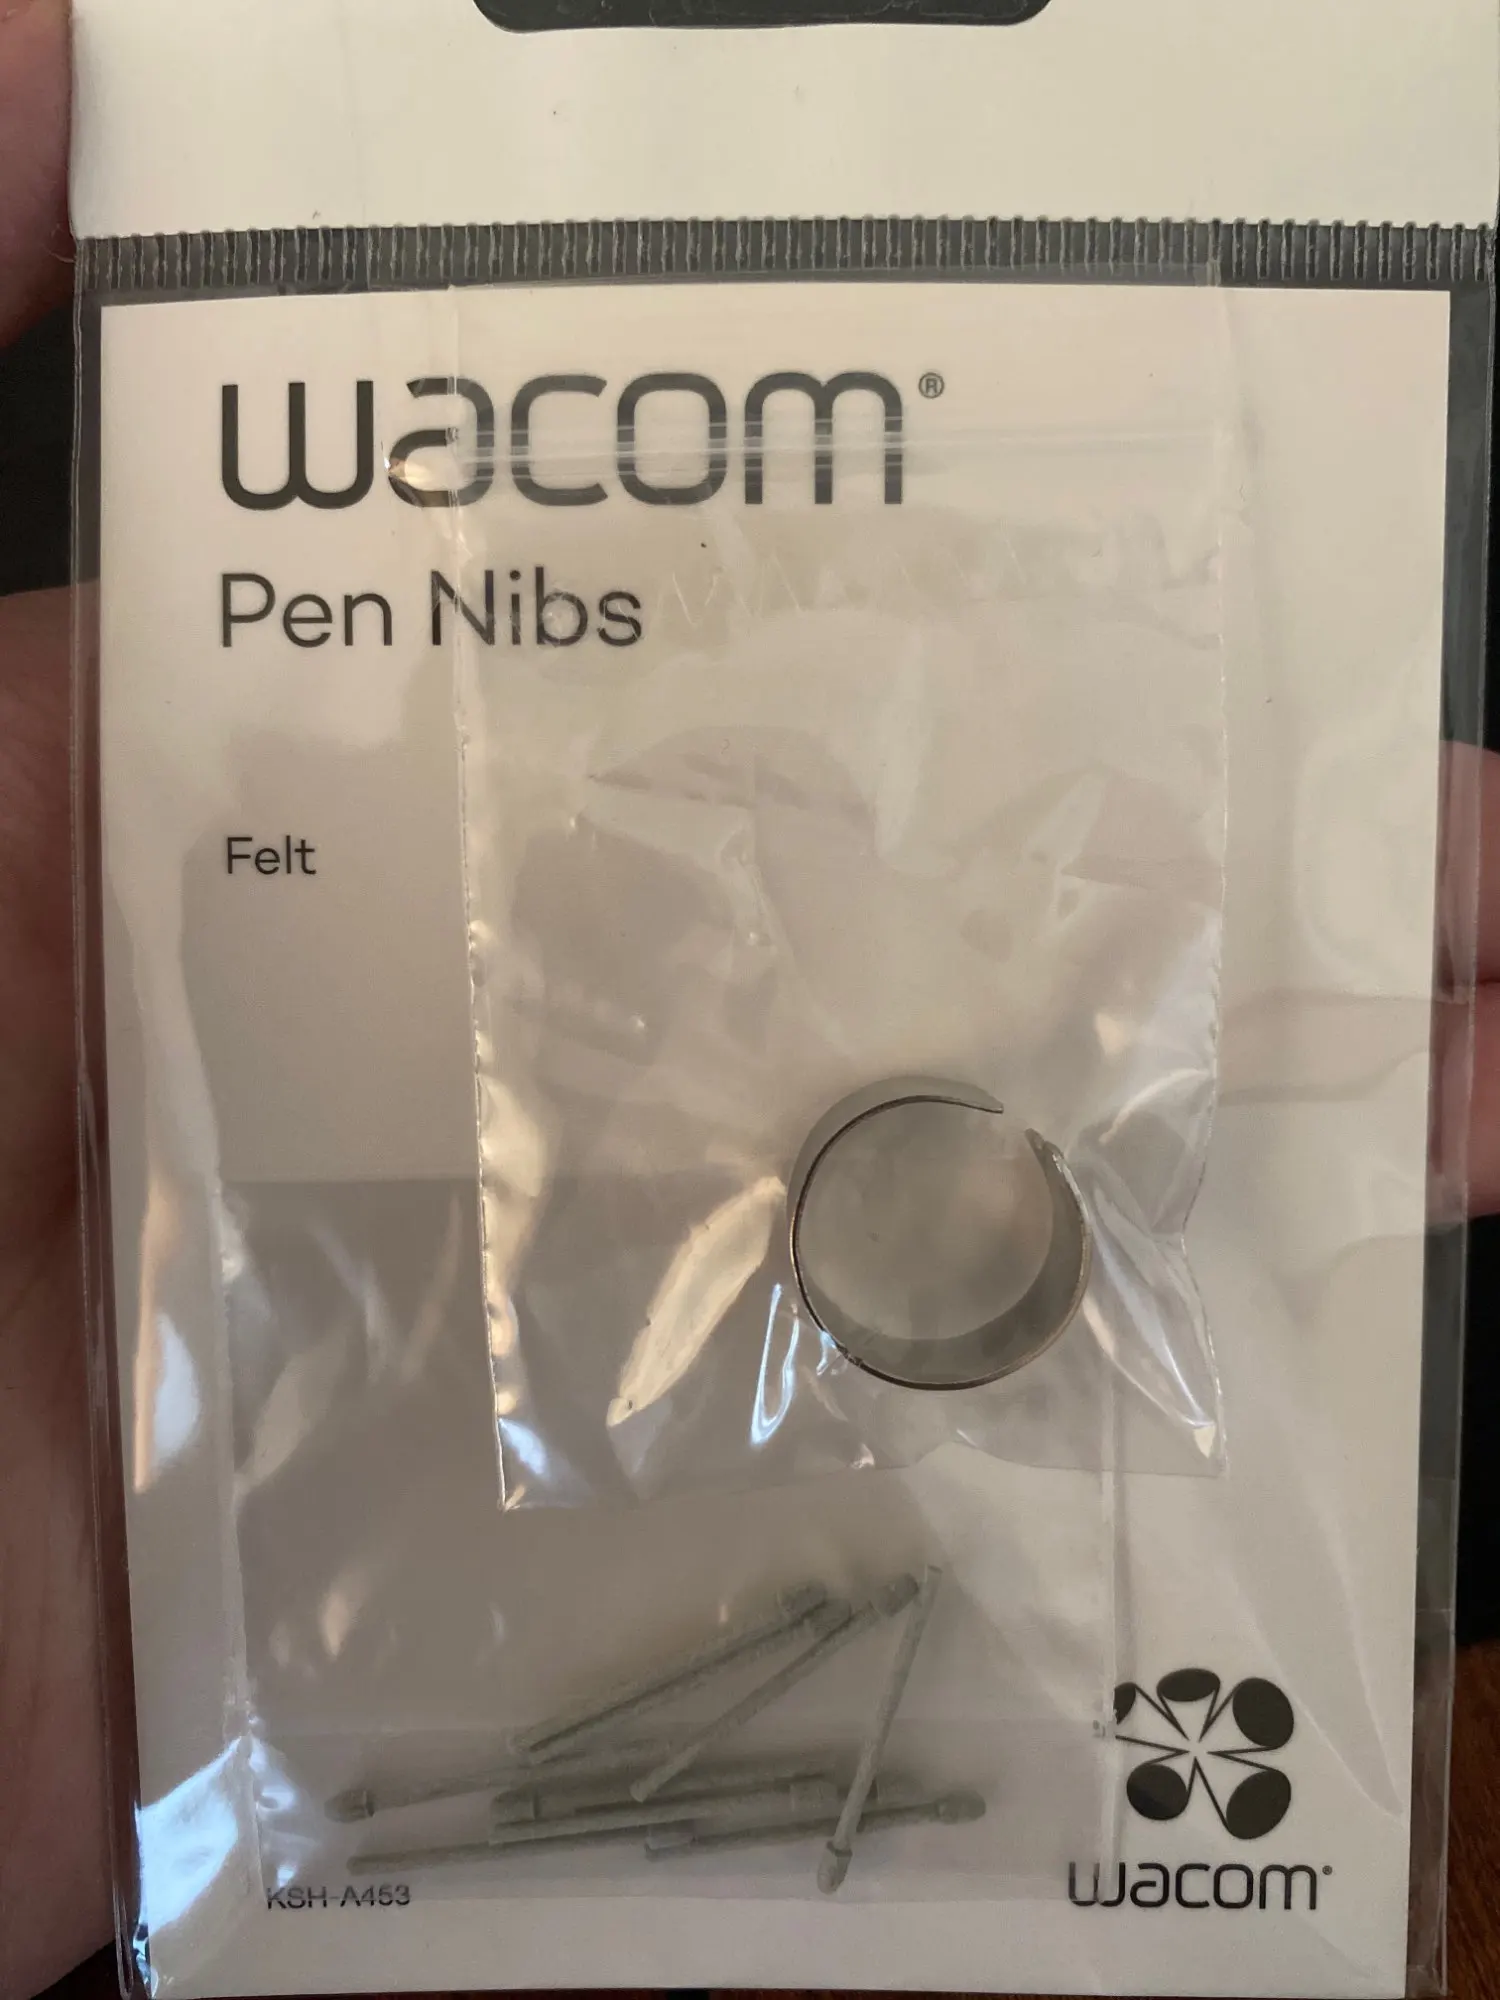 wacom®
Pen Nibs
Felt
KSH-A453
wacom